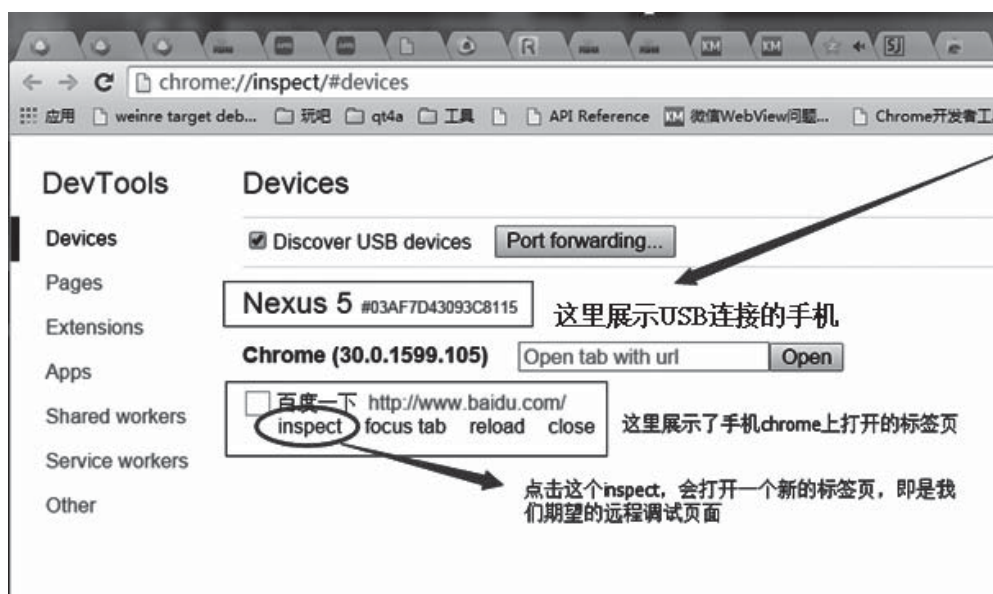 chrome://inspect/#devices
应用 weinre target deb... 玩吧 qt4a 工具 API Reference 微信WebView问题... Chrome开发者工
DevTools
Devices
Devices
Discover USB devices Port forwarding...
Pages
Nexus 5 #03AF7D43093C8115
这里展示USB连接的手机
Extensions
Chrome (30.0.1599.105) Open tab with url Open
Apps
百度一下 http://www.baidu.com/
Shared workers
inspect focus tab reload close
这里展示了手机chrome上打开的标签页
Service workers
点击这个inspect，会打开一个新的标签页，即是我
们期望的远程调试页面
Other